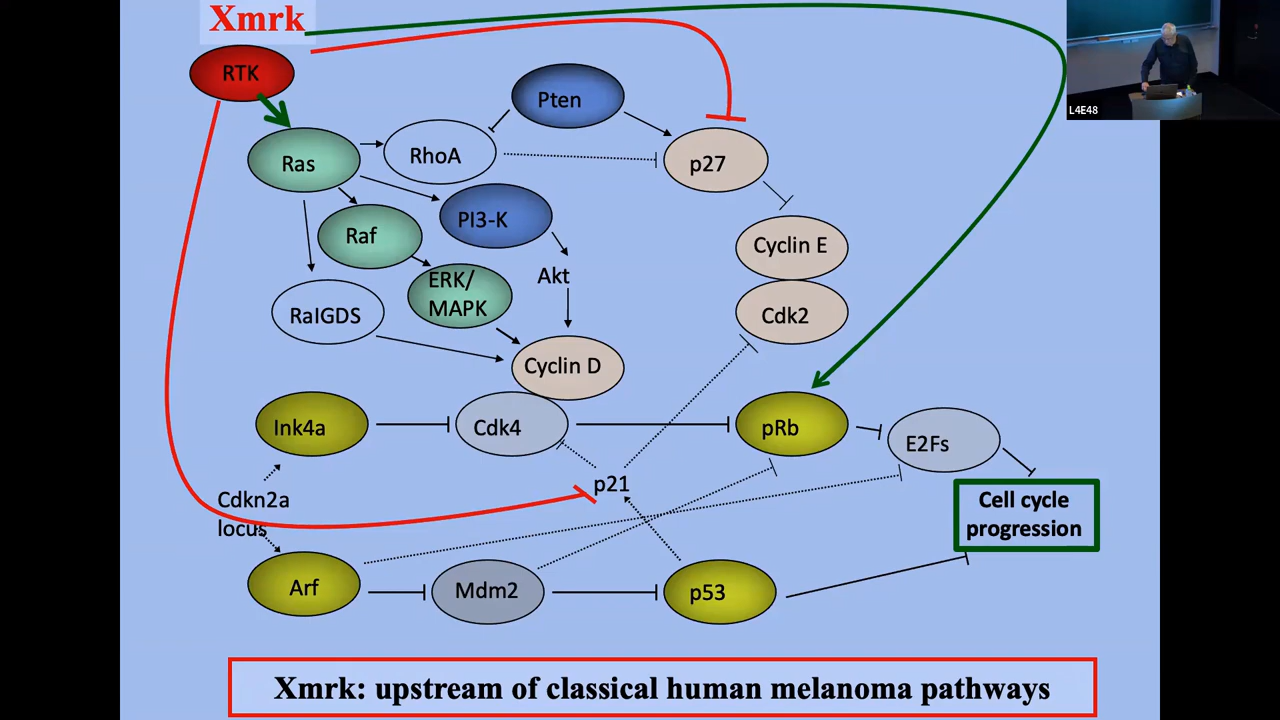 Xmrk
L4E48
RTK
Pten
Ras
RhoA
p27
PI3-K
Raf
Cyclin E
Akt
ERK/
MAPK
RalGDS
Cdk2
Cyclin D
Ink4a
Cdk4
pRb
E2Fs
p21
Cdkn2a
locus
Cell cycle
progression
Arf
Mdm2
p53
Xmrk: upstream of classical human melanoma pathways